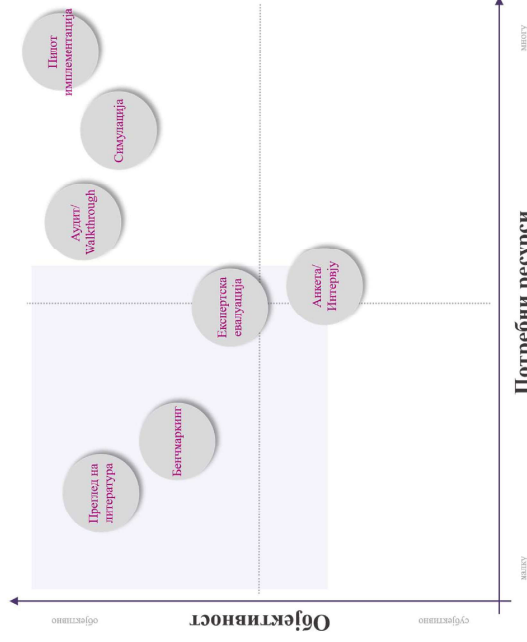 Пилот
имплементација
Симулација
Аудит/
Walkthrough
Експертска
евалуација
Анкета/
Интервју
Бенчмаркинг
Преглед на
литература
Објективност
објективно
субјективно
Потребни ресурси
малку
многу